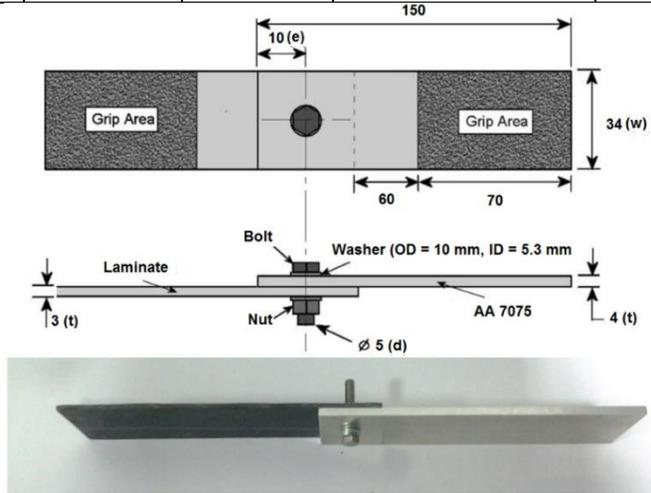 150
10 (e)
Grip Area
Grip Area
34 (w)
60
70
Bolt
Washer (OD = 10 mm, ID = 5.3 mm
Laminate
AA 7075
3 (t)
Nut
4 (t)
Ø 5 (d)